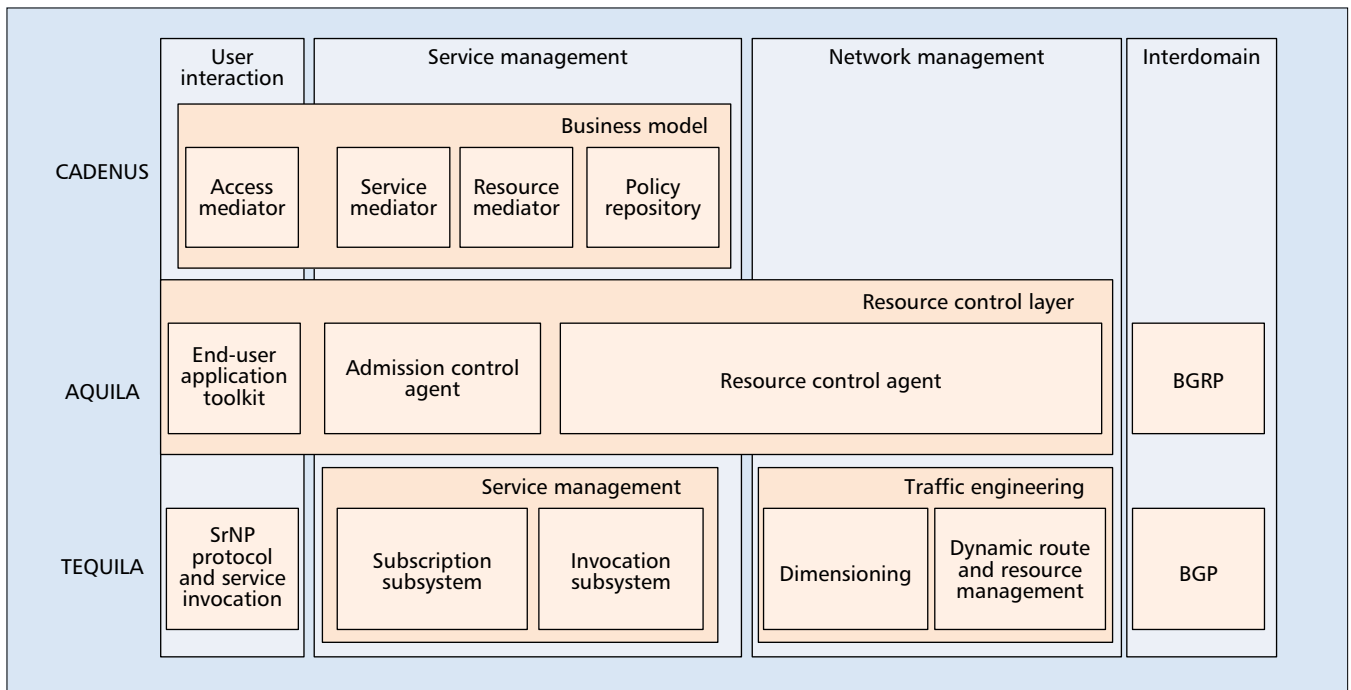 User
interaction
Service management
Network management
Interdomain
CADENUS
Business model
Access
mediator
Service
mediator
Resource
mediator
Policy
repository
AQUILA
Resource control layer
End-user
application
toolkit
Admission control
agent
Resource control agent
BGRP
TEQUILA
SrNP
protocol
and service
invocation
Service management
Subscription
subsystem
Invocation
subsystem
Traffic engineering
Dimensioning
Dynamic route
and resource
management
BGP